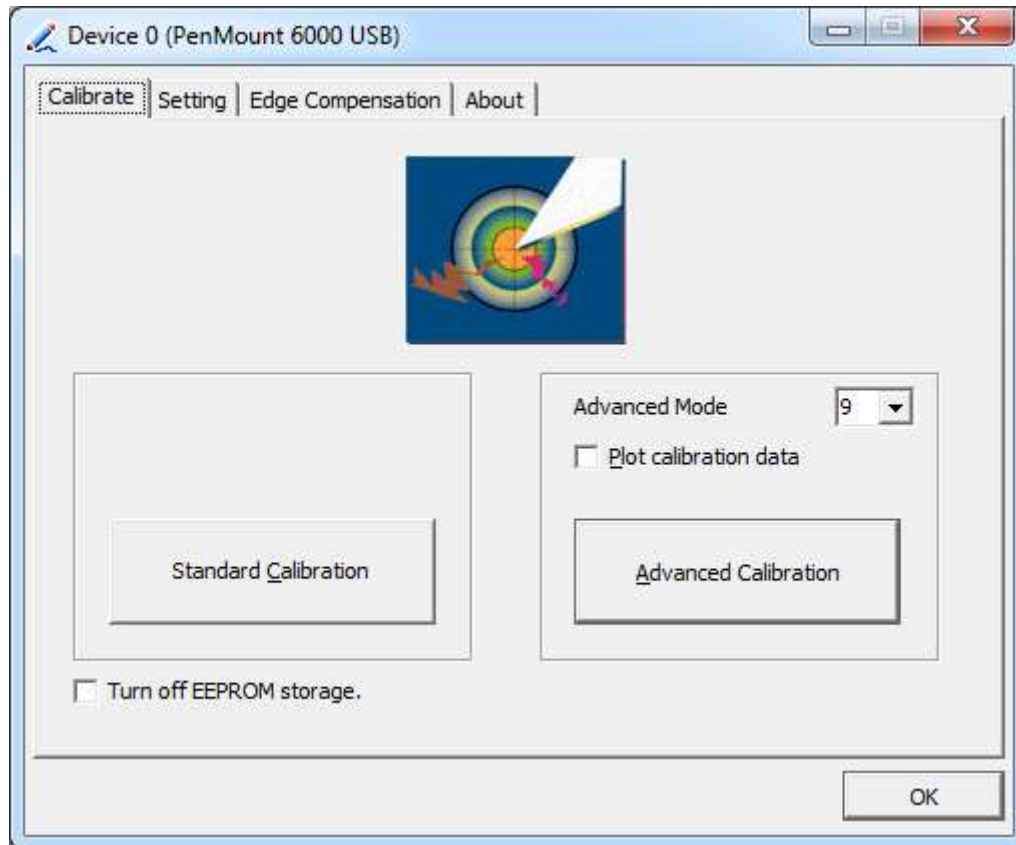 Device 0 (PenMount 6000 USB)
Calibrate Setting Edge Compensation About
Advanced Mode 9
Plot calibration data
Standard Calibration
Advanced Calibration
Turn off EEPROM storage.
OK